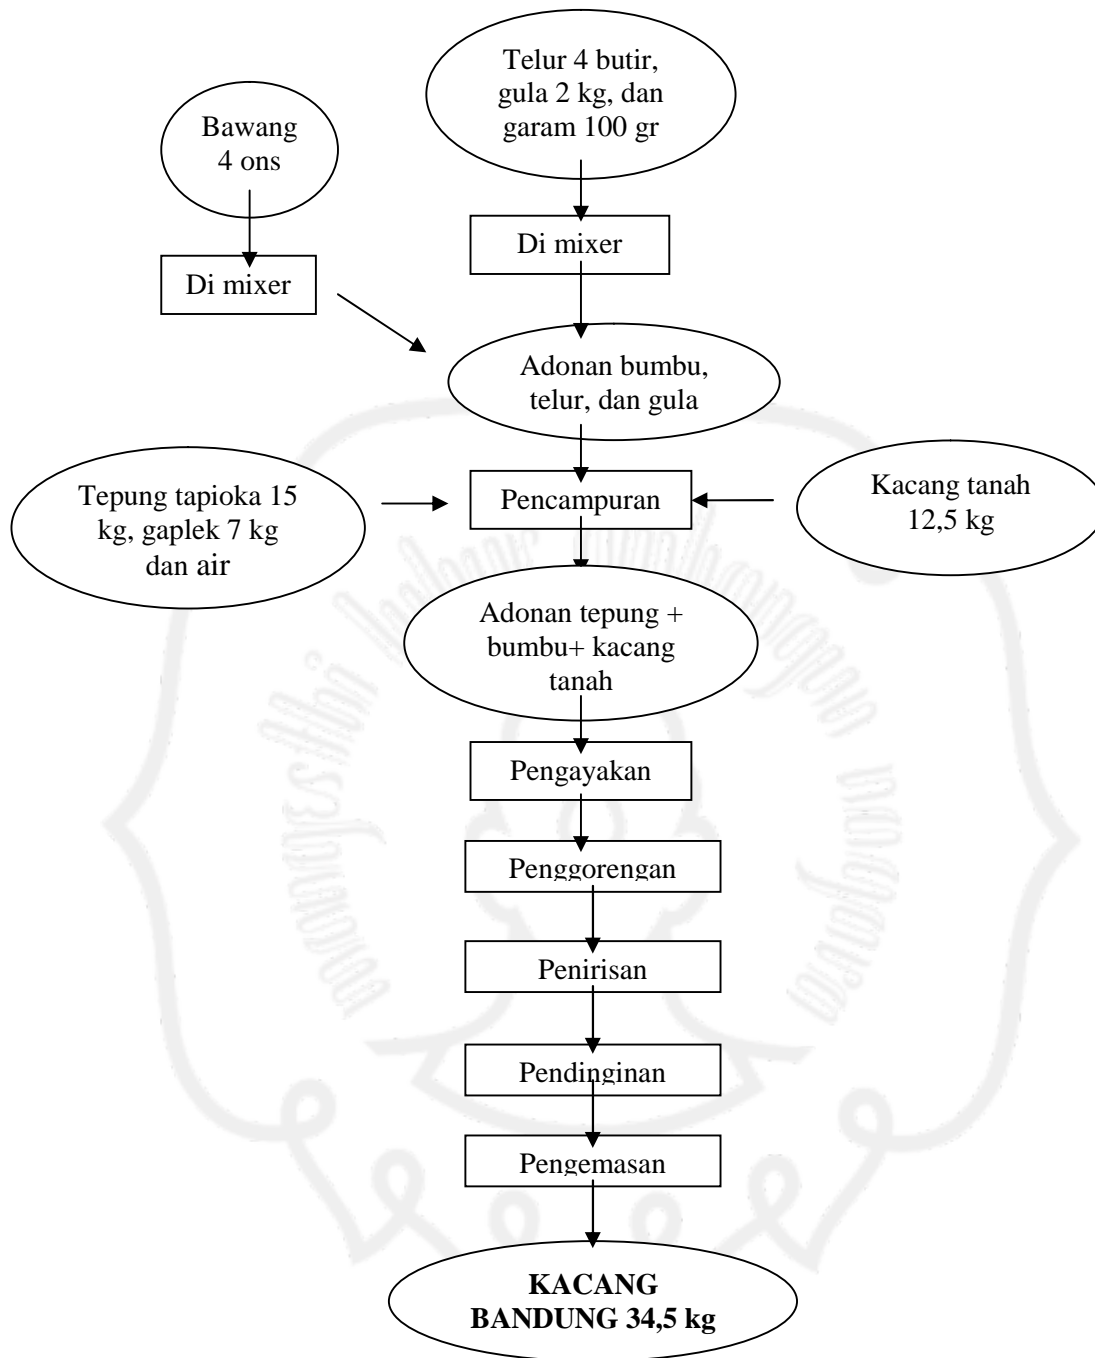 Telur 4 butir,
gula 2 kg, dan
garam 100 gr
Bawang
4 ons
Di mixer
Di mixer
Adonan bumbu,
telur, dan gula
Tepung tapioka 15
kg, gaplek 7 kg
dan air
Pencampuran
Kacang tanah
12,5 kg
Adonan tepung +
bumbu+ kacang
tanah
Pengayakan
Penggorengan
Penirisan
Pendinginan
Pengemasan
KACANG
BANDUNG 34,5 kg